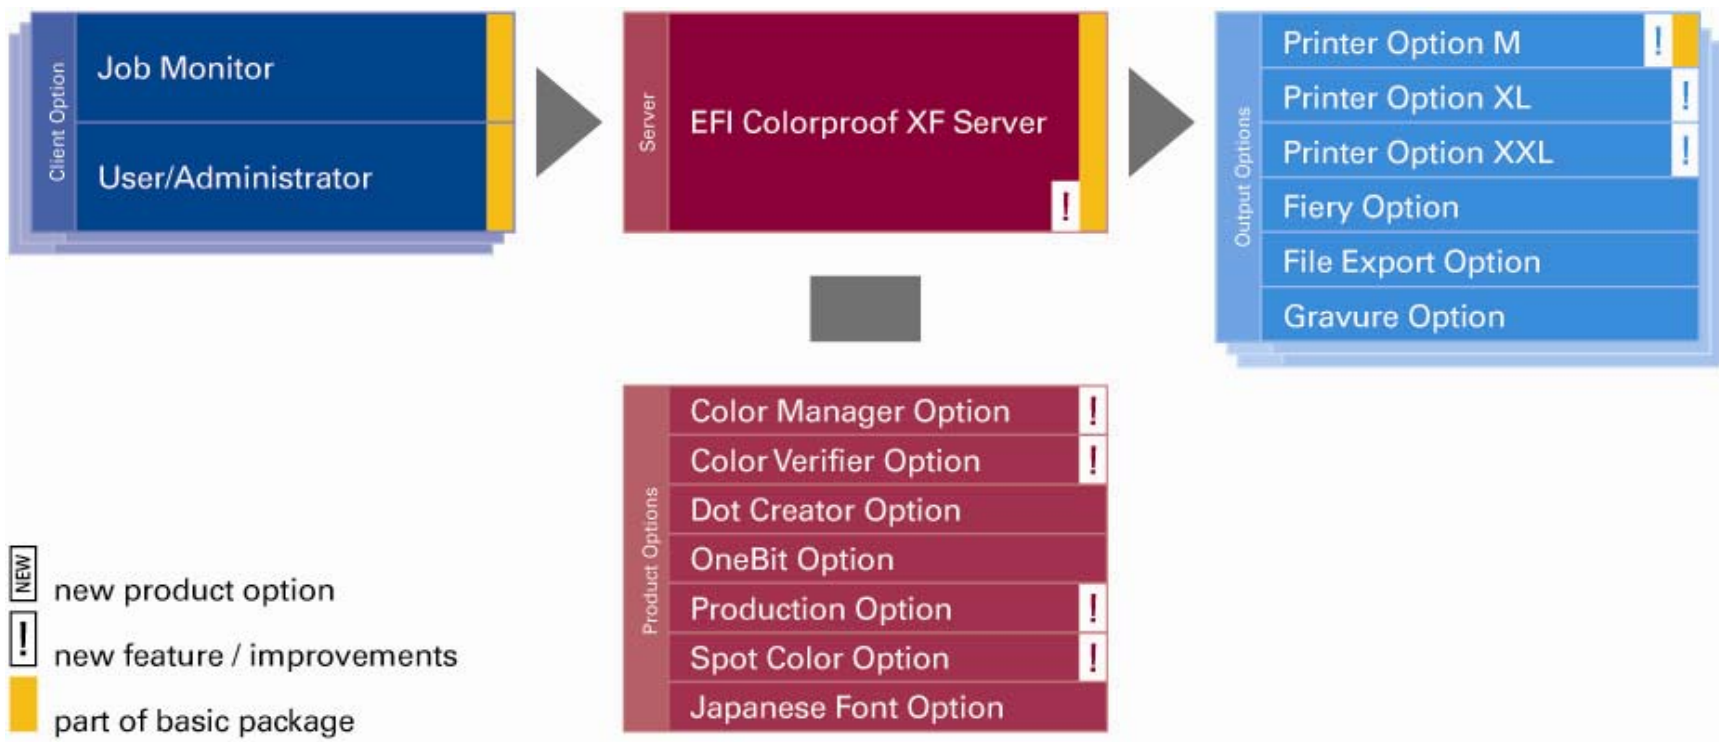 Client Option
Job Monitor
User/Administrator
Server
EFI Colorproof XF Server
!
Output Options
Printer Option M !
Printer Option XL !
Printer Option XXL !
Fiery Option
File Export Option
Gravure Option
Product Options
Color Manager Option !
Color Verifier Option !
Dot Creator Option
OneBit Option
Production Option !
Spot Color Option !
Japanese Font Option
NEW new product option
! new feature / improvements
part of basic package